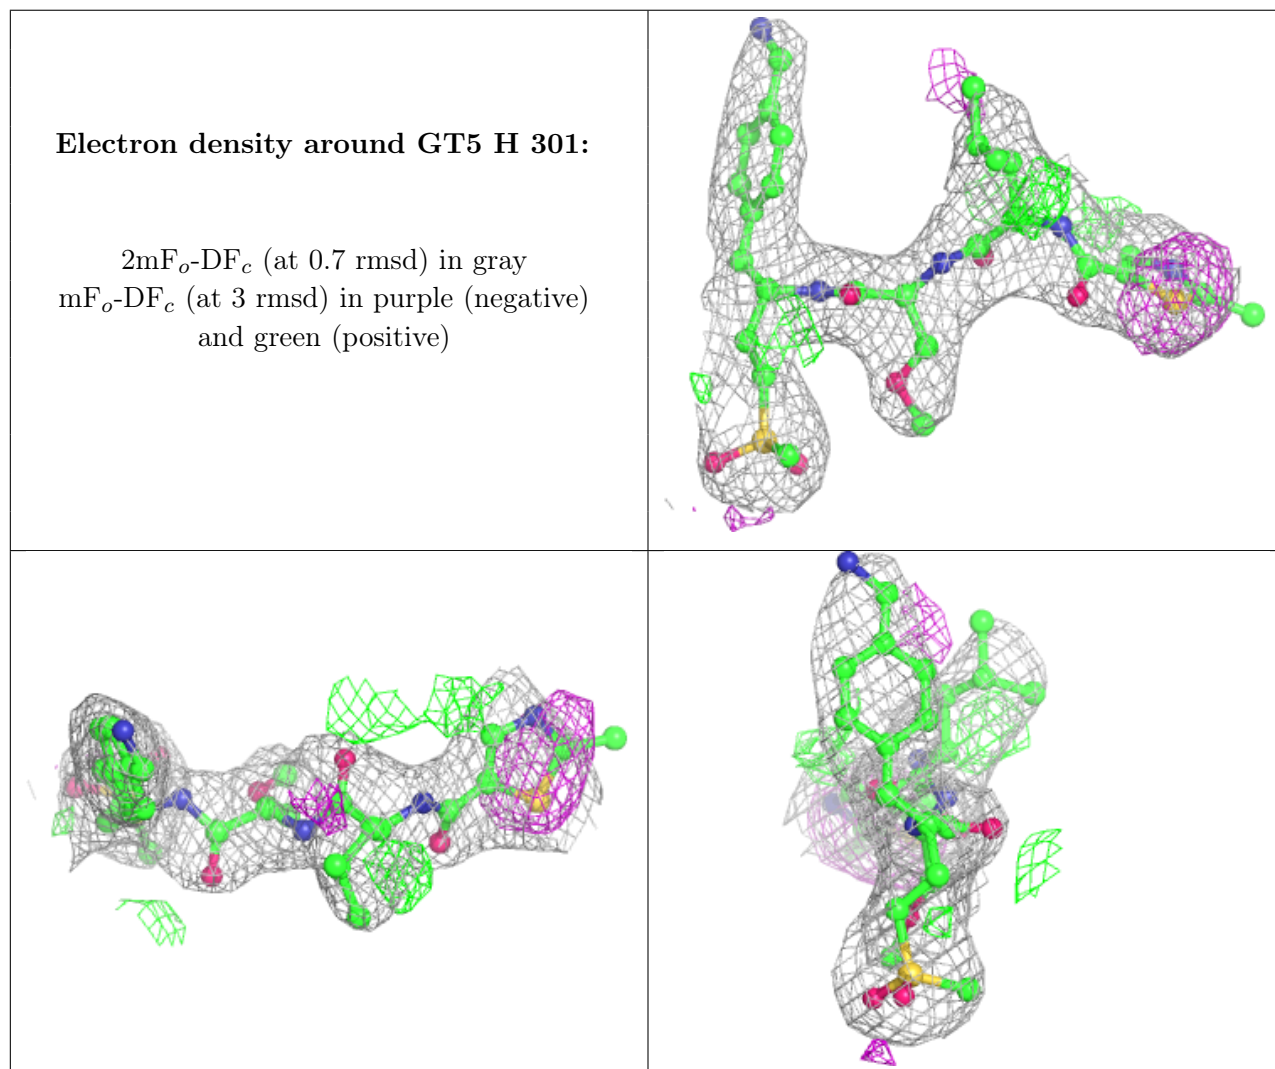 Electron density around GT5 H 301:
2mFo-DFc (at 0.7 rmsd) in gray
mFo-DFc (at 3 rmsd) in purple (negative)
and green (positive)